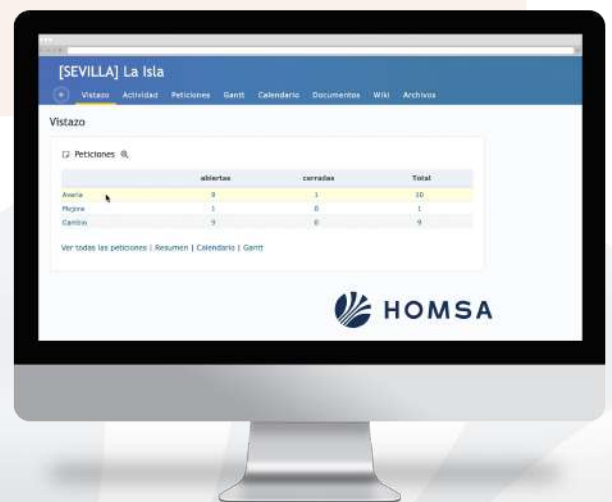 [SEVILLA] La Isla
Vistazo Actividad Peticiones Gantt Calendario Documentos Wiki Archivos
Vistazo
Peticiones
abiertas cerradas Total
Avería 9 1 10
Mejora 1 0 1
Cambio 9 0 9
Ver todas las peticiones | Resumen | Calendario | Gantt
HOMSA